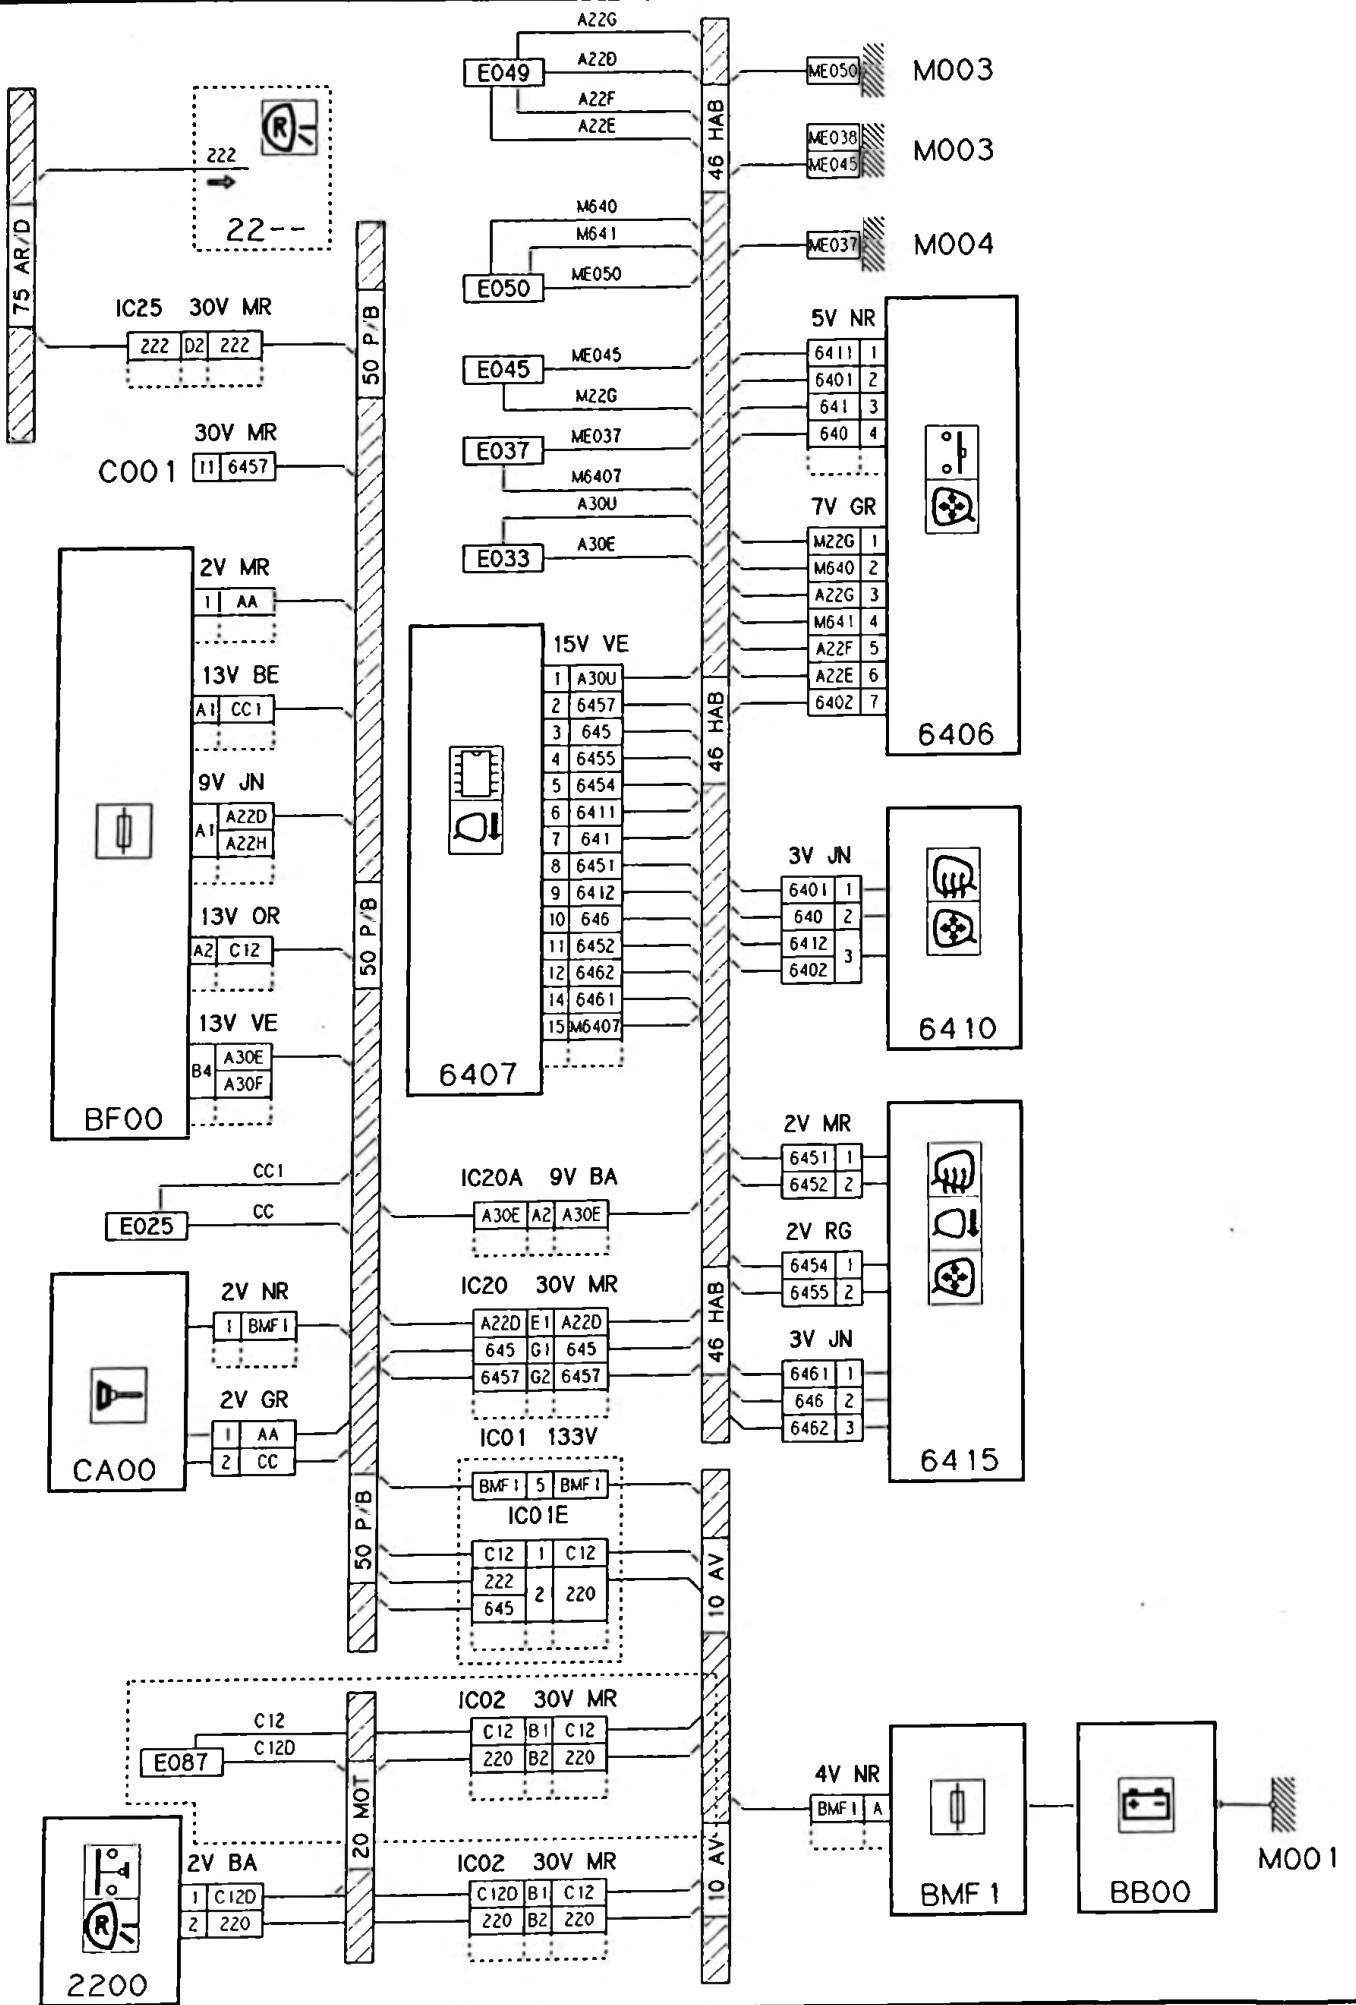 A22G
E049
A22D
A22F
A22E
46 HAB
ME050
M003
ME038
ME045
M003
M640
M641
E050
ME050
ME037
M004
75 AR/D
222
22--
IC25 30V MR
222 D2 222
50 P/B
30V MR
C001
11 6457
E045
ME045
M22G
E037
ME037
M6407
A30U
E033
A30E
5V NR
6411 1
6401 2
641 3
640 4
7V GR
M22G 1
M640 2
A22G 3
M641 4
A22F 5
A22E 6
6402 7
6406
2V MR
1 AA
13V BE
A1 CC1
9V JN
A1 A22D
A22H
13V OR
A2 C12
13V VE
B4 A30E
A30F
BF00
50 P/B
15V VE
1 A30U
2 6457
3 645
4 6455
5 6454
6 6411
7 641
8 6451
9 6412
10 646
11 6452
12 6462
14 6461
15 M6407
6407
46 HAB
3V JN
6401 1
640 2
6412
3
6402
6410
2V MR
6451 1
6452 2
2V RG
6454 1
6455 2
3V JN
6461 1
646 2
6462 3
6415
CC1
E025
CC
IC20A 9V BA
A30E A2 A30E
2V NR
1 BMF1
2V GR
1 AA
2 CC
CA00
IC20 30V MR
A22D E1 A22D
645 G1 645
6457 G2 6457
46 HAB
IC01 133V
BMF1 5 BMF1
IC01E
C12 1 C12
222
2 220
645
50 P/B
10 AV
C12
E087
C12D
20 MOT
IC02 30V MR
C12 B1 C12
220 B2 220
2V BA
1 C12D
2 220
2200
IC02 30V MR
C12D B1 C12
220 B2 220
10 AV
4V NR
BMF1 A
BMF1
BB00
M001
R
R